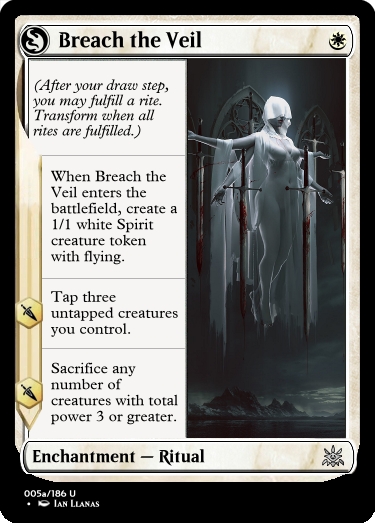 Breach the Veil
(After your draw step,
you may fulfill a rite.
Transform when all
rites are fulfilled.)
When Breach the
Veil enters the
battlefield, create a
1/1 white Spirit
creature token
with flying.
Tap three
untapped creatures
you control.
Sacrifice any
number of
creatures with total
power 3 or greater.
Enchantment — Ritual
005a/186 U
• Ian Llanas